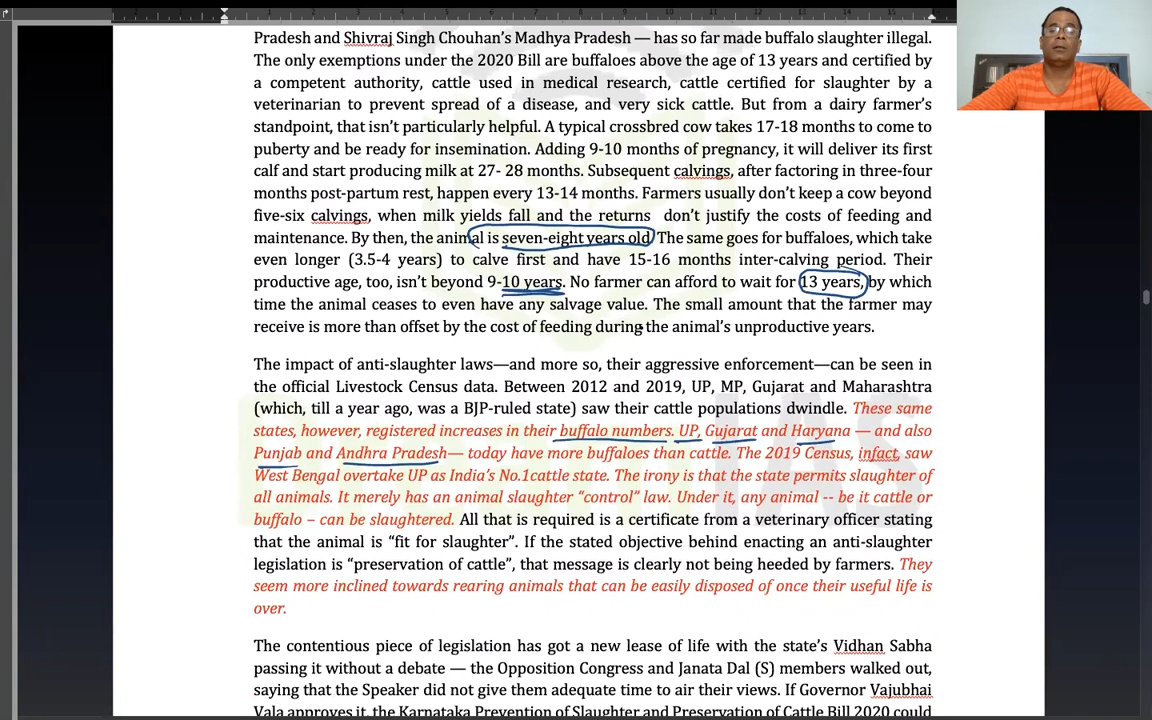 Pradesh and Shivraj Singh Chouhan's Madhya Pradesh — has so far made buffalo slaughter illegal.
The only exemptions under the 2020 Bill are buffaloes above the age of 13 years and certified by
a competent authority, cattle used in medical research, cattle certified for slaughter by a
veterinarian to prevent spread of a disease, and very sick cattle. But from a dairy farmer's
standpoint, that isn't particularly helpful. A typical crossbred cow takes 17-18 months to come to
puberty and be ready for insemination. Adding 9-10 months of pregnancy, it will deliver its first
calf and start producing milk at 27- 28 months. Subsequent calvings, after factoring in three-four
months post-partum rest, happen every 13-14 months. Farmers usually don't keep a cow beyond
five-six calvings, when milk yields fall and the returns don't justify the costs of feeding and
maintenance. By then, the animal is seven-eight years old. The same goes for buffaloes, which take
even longer (3.5-4 years) to calve first and have 15-16 months inter-calving period. Their
productive age, too, isn't beyond 9-10 years. No farmer can afford to wait for 13 years, by which
time the animal ceases to even have any salvage value. The small amount that the farmer may
receive is more than offset by the cost of feeding during the animal's unproductive years.
The impact of anti-slaughter laws—and more so, their aggressive enforcement—can be seen in
the official Livestock Census data. Between 2012 and 2019, UP, MP, Gujarat and Maharashtra
(which, till a year ago, was a BJP-ruled state) saw their cattle populations dwindle. These same
states, however, registered increases in their buffalo numbers. UP, Gujarat and Haryana — and also
Punjab and Andhra Pradesh— today have more buffaloes than cattle. The 2019 Census, infact, saw
West Bengal overtake UP as India's No.1cattle state. The irony is that the state permits slaughter of
all animals. It merely has an animal slaughter "control" law. Under it, any animal -- be it cattle or
buffalo – can be slaughtered. All that is required is a certificate from a veterinary officer stating
that the animal is "fit for slaughter". If the stated objective behind enacting an anti-slaughter
legislation is "preservation of cattle", that message is clearly not being heeded by farmers. They
seem more inclined towards rearing animals that can be easily disposed of once their useful life is
over.
The contentious piece of legislation has got a new lease of life with the state's Vidhan Sabha
passing it without a debate — the Opposition Congress and Janata Dal (S) members walked out,
saying that the Speaker did not give them adequate time to air their views. If Governor Vajubhai
Vala approves it, the Karnataka Prevention of Slaughter and Preservation of Cattle Bill 2020 could